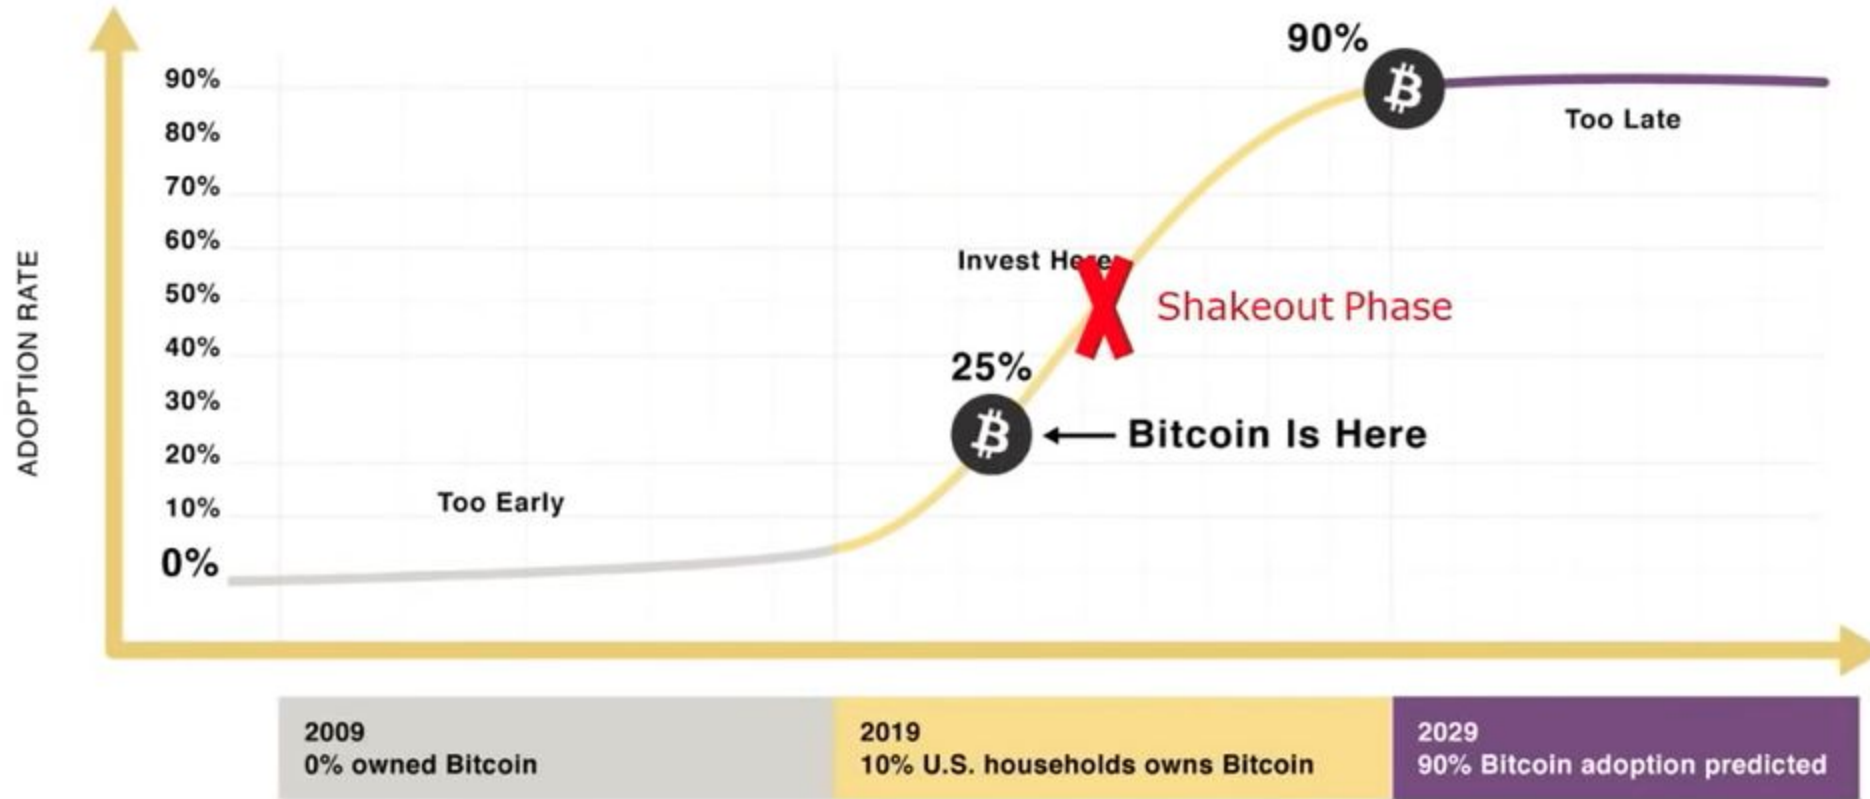 90%
90%
Too Late
80%
70%
60%
Invest Here
50%
Shakeout Phase
40%
25%
30%
Bitcoin Is Here
20%
Too Early
10%
0%
ADOPTION RATE
2009
0% owned Bitcoin
2019
10% U.S. households owns Bitcoin
2029
90% Bitcoin adoption predicted